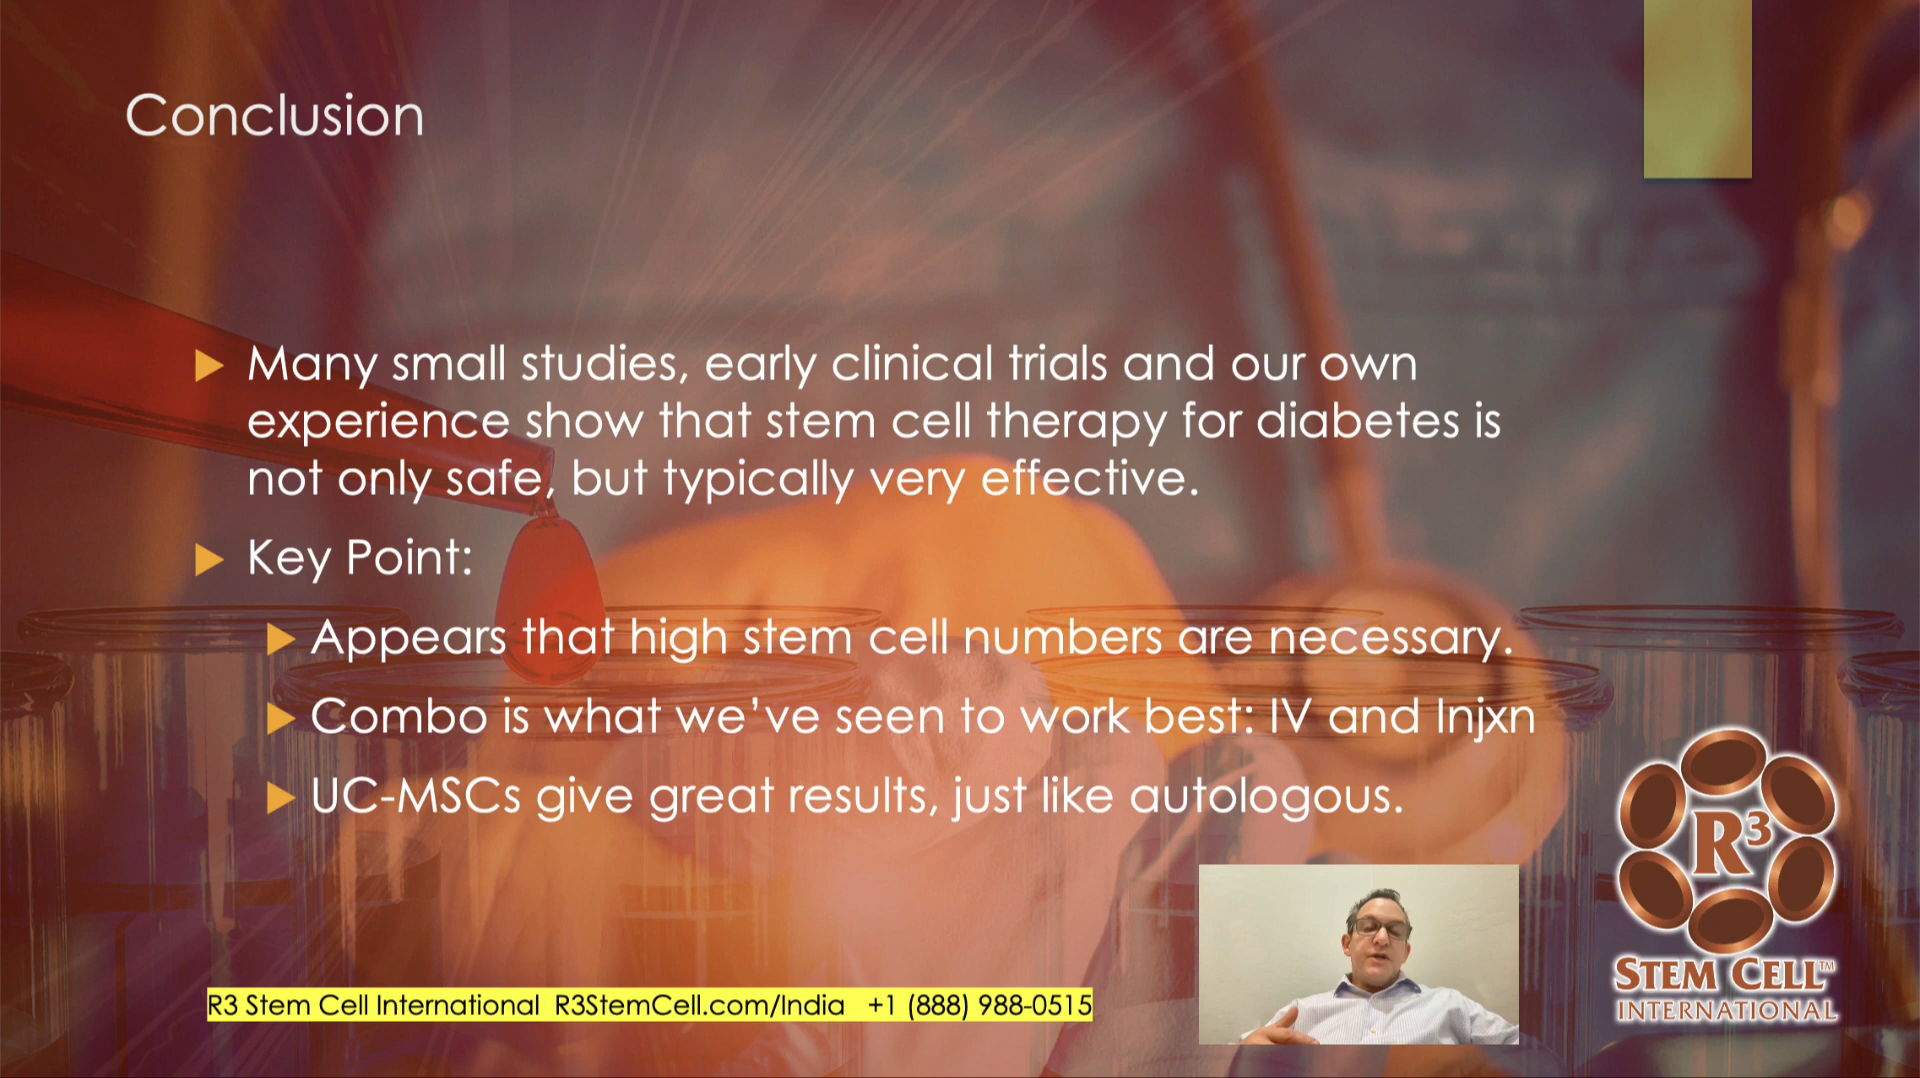 Conclusion
Many small studies, early clinical trials and our own
experience show that stem cell therapy for diabetes is
not only safe, but typically very effective.
Key Point:
Appears that high stem cell numbers are necessary.
Combo is what we’ve seen to work best: IV and Injxn
UC-MSCs give great results, just like autologous.
R3 Stem Cell International R3StemCell.com/India +1 (888) 988-0515
R3
STEM CELL™
INTERNATIONAL